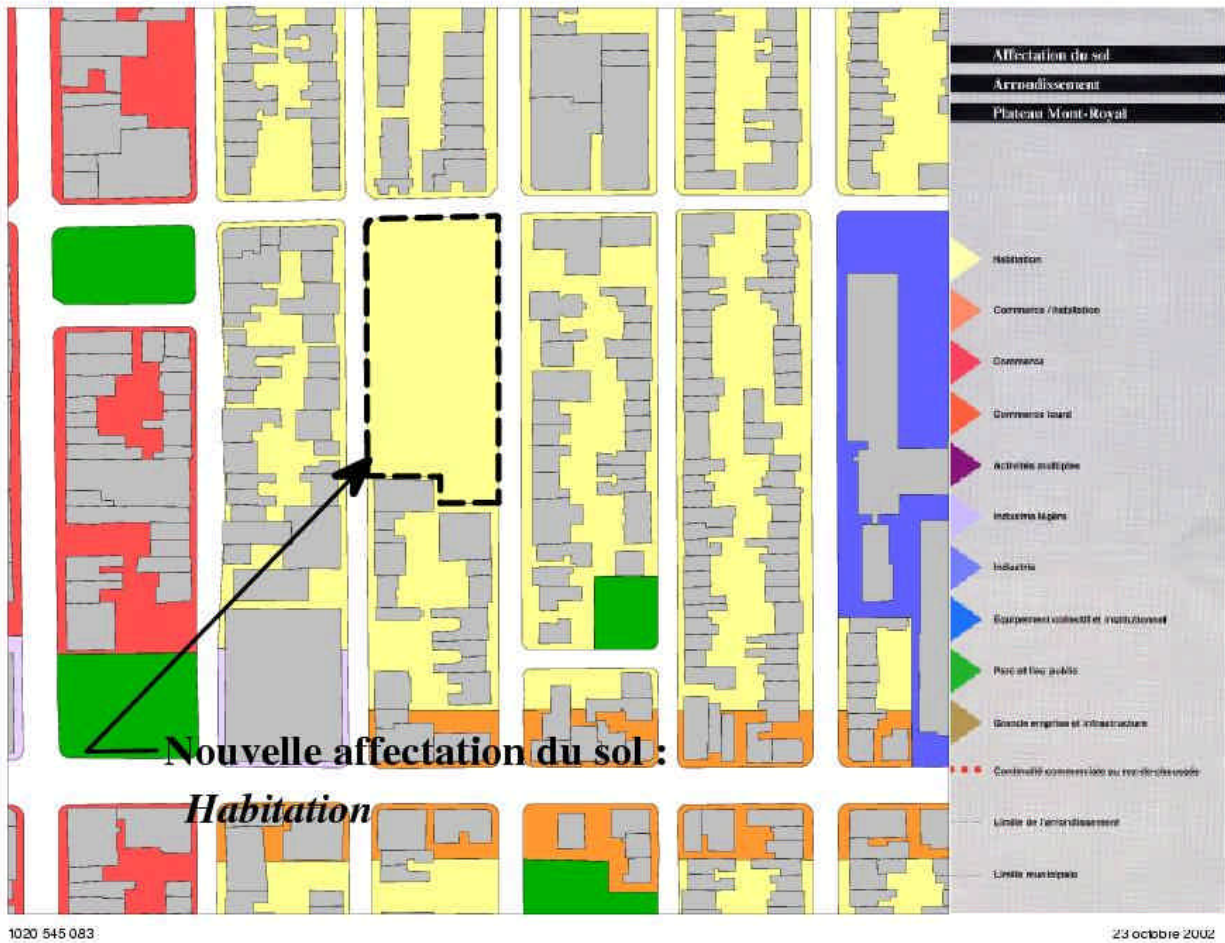 Affectation du sol
Arrondissement
Plateau Mont-Royal
Habitation
Commerce / habitation
Commerce
Commerce lourd
Activités multiples
Industrie légère
Industrie
Équipement collectif et institutionnel
Parc et lieu public
Grande emprise et infrastructure
Continuité commerciale au rez-de-chaussée
Limite de l'arrondissement
Limite municipale
Nouvelle affectation du sol :
Habitation
1020 545 083
23 octobre 2002